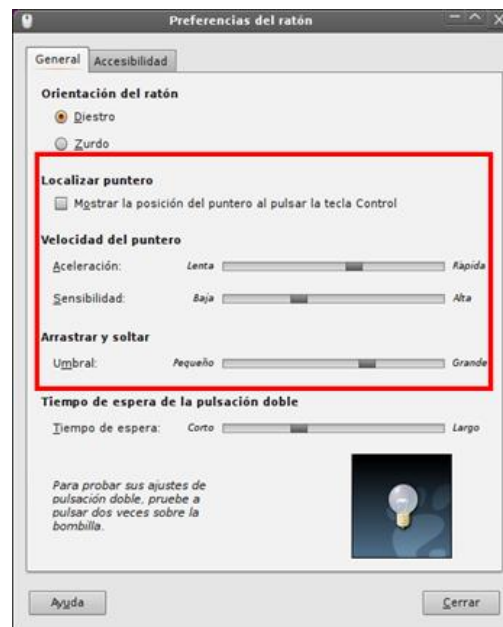 Preferencias del ratón
General Accesibilidad
Orientación del ratón
Diestro
Zurdo
Localizar puntero
Mostrar la posición del puntero al pulsar la tecla Control
Velocidad del puntero
Aceleración: Lenta Rápida
Sensibilidad: Baja Alta
Arrastrar y soltar
Umbral: Pequeño Grande
Tiempo de espera de la pulsación doble
Tiempo de espera: Corto Largo
Para probar sus ajustes de
pulsación doble, pruebe a
pulsar dos veces sobre la
bombilla.
Ayuda Cerrar